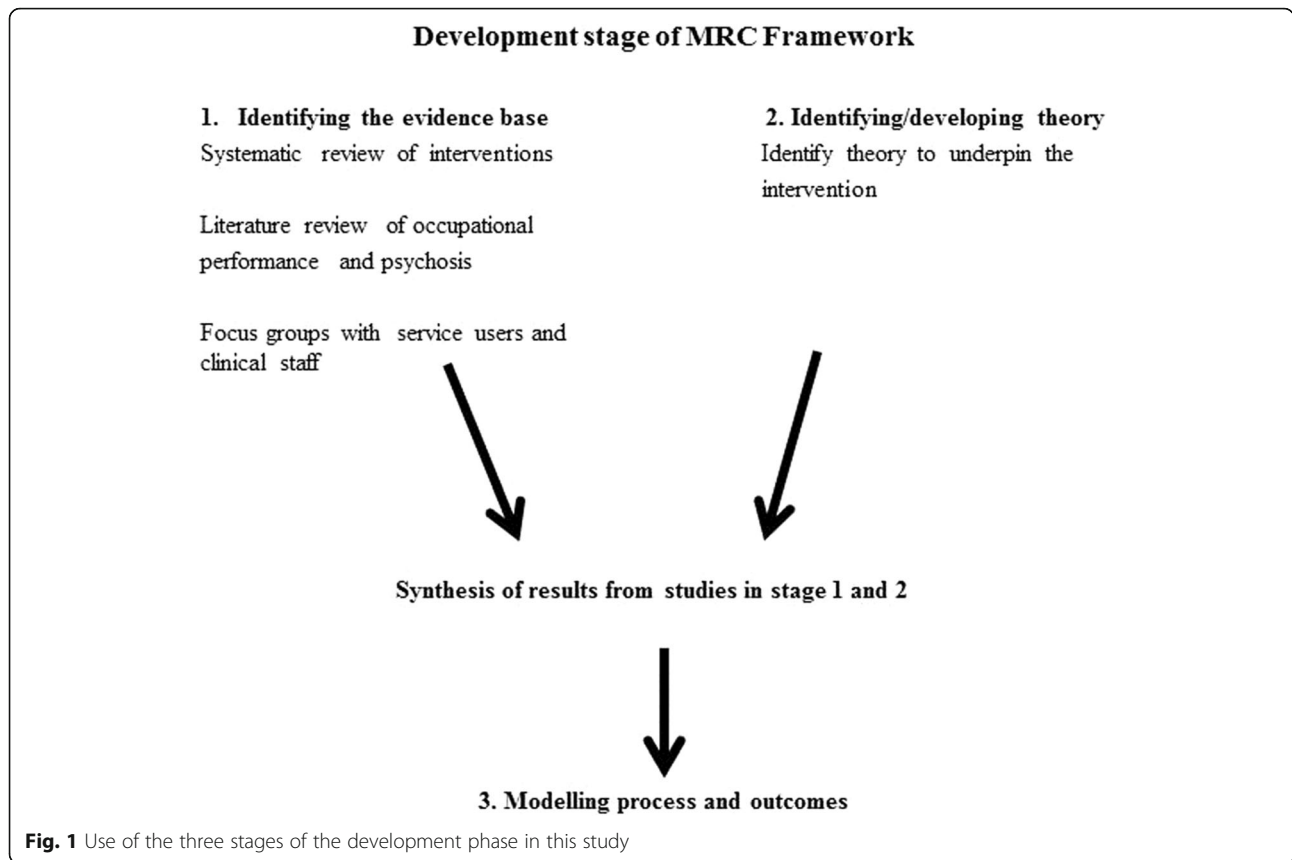 Development stage of MRC Framework
1. Identifying the evidence base
Systematic review of interventions
Literature review of occupational
performance and psychosis
Focus groups with service users and
clinical staff
2. Identifying/developing theory
Identify theory to underpin the
intervention
Synthesis of results from studies in stage 1 and 2
3. Modelling process and outcomes
Fig. 1 Use of the three stages of the development phase in this study